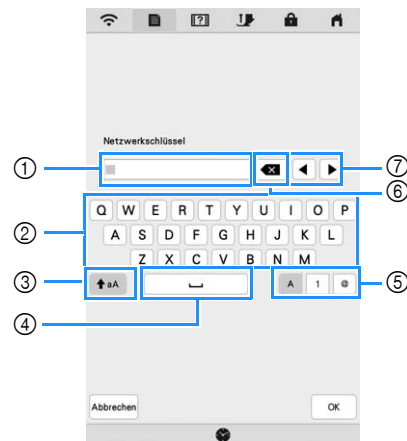 Netzwerkschlüssel
①
⑦
⑥
Q W E R T Y U I O P
②
A S D F G H J K L
Z X C V B N M
③
aA
A 1 @
⑤
④
Abbrechen
OK